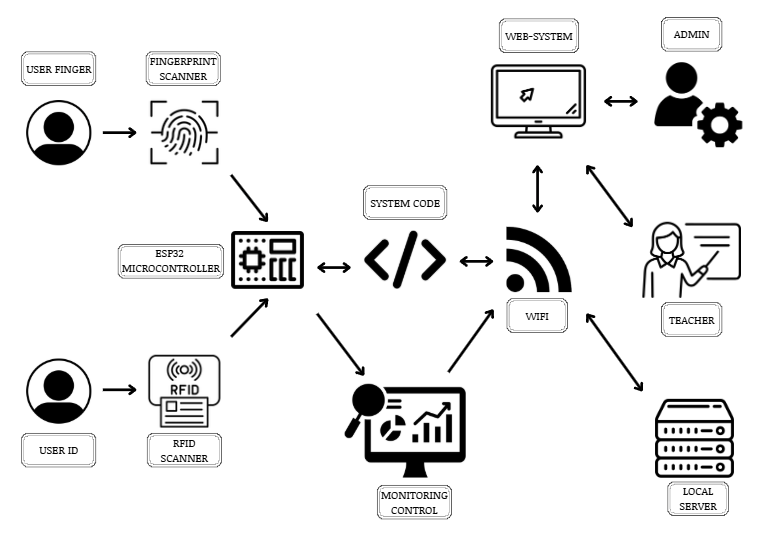 WEB-SYSTEM
ADMIN
USER FINGER
FINGERPRINT
SCANNER
SYSTEM CODE
ESP32
MICROCONTROLLER
WIFI
TEACHER
RFID
USER ID
RFID
SCANNER
MONITORING
CONTROL
LOCAL
SERVER